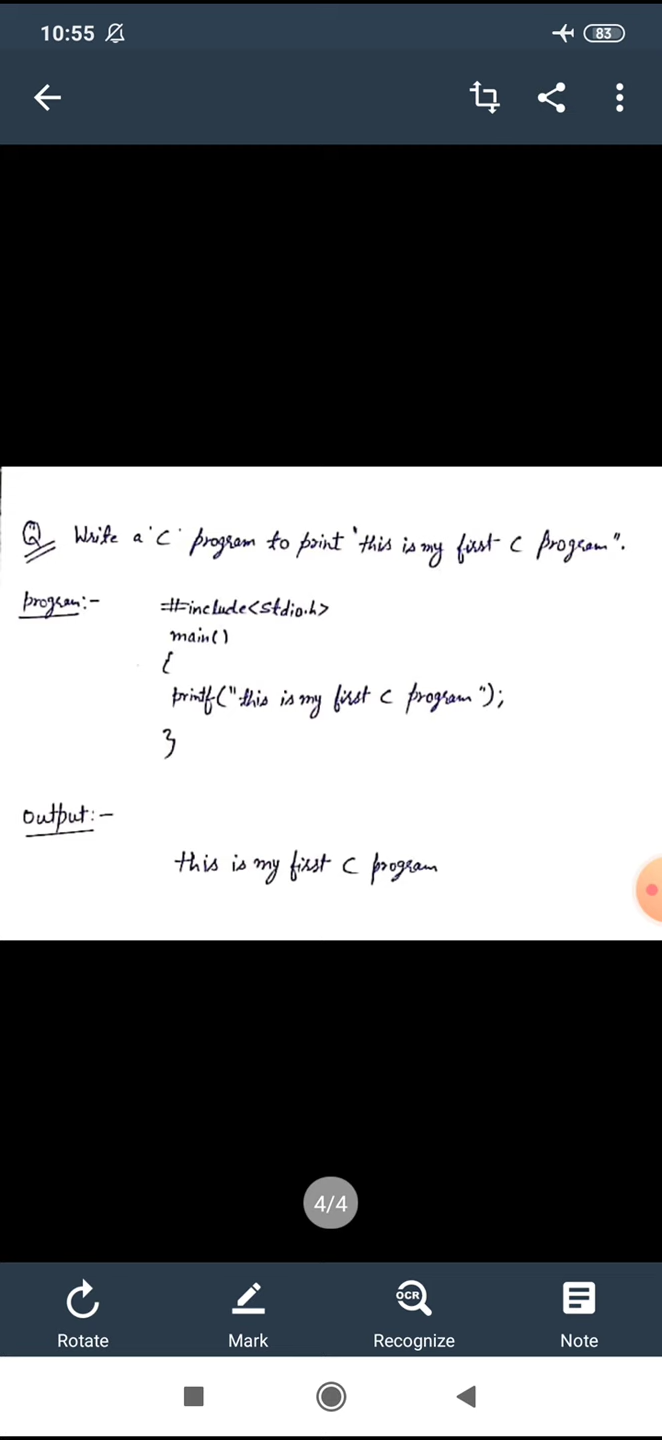 10:55
83
Q Write a 'C' program to print 'this is my first C program".
program:-
#include<stdio.h>
main()
{
printf("this is my first C program");
}
output:-
this is my first C program
4/4
OCR
Rotate Mark Recognize Note